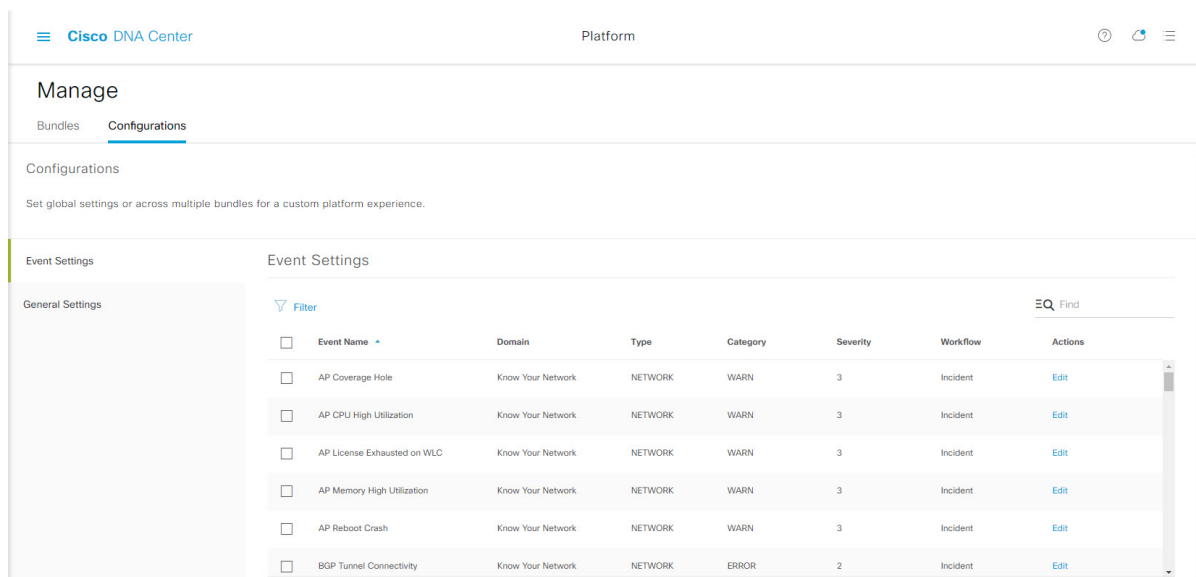 Cisco DNA Center Platform
Manage
Bundles Configurations
Configurations
Set global settings or across multiple bundles for a custom platform experience.
Event Settings
General Settings
Event Settings
Filter Find
Event Name Domain Type Category Severity Workflow Actions
AP Coverage Hole Know Your Network NETWORK WARN 3 Incident Edit
AP CPU High Utilization Know Your Network NETWORK WARN 3 Incident Edit
AP License Exhausted on WLC Know Your Network NETWORK WARN 3 Incident Edit
AP Memory High Utilization Know Your Network NETWORK WARN 3 Incident Edit
AP Reboot Crash Know Your Network NETWORK WARN 3 Incident Edit
BGP Tunnel Connectivity Know Your Network NETWORK ERROR 2 Incident Edit